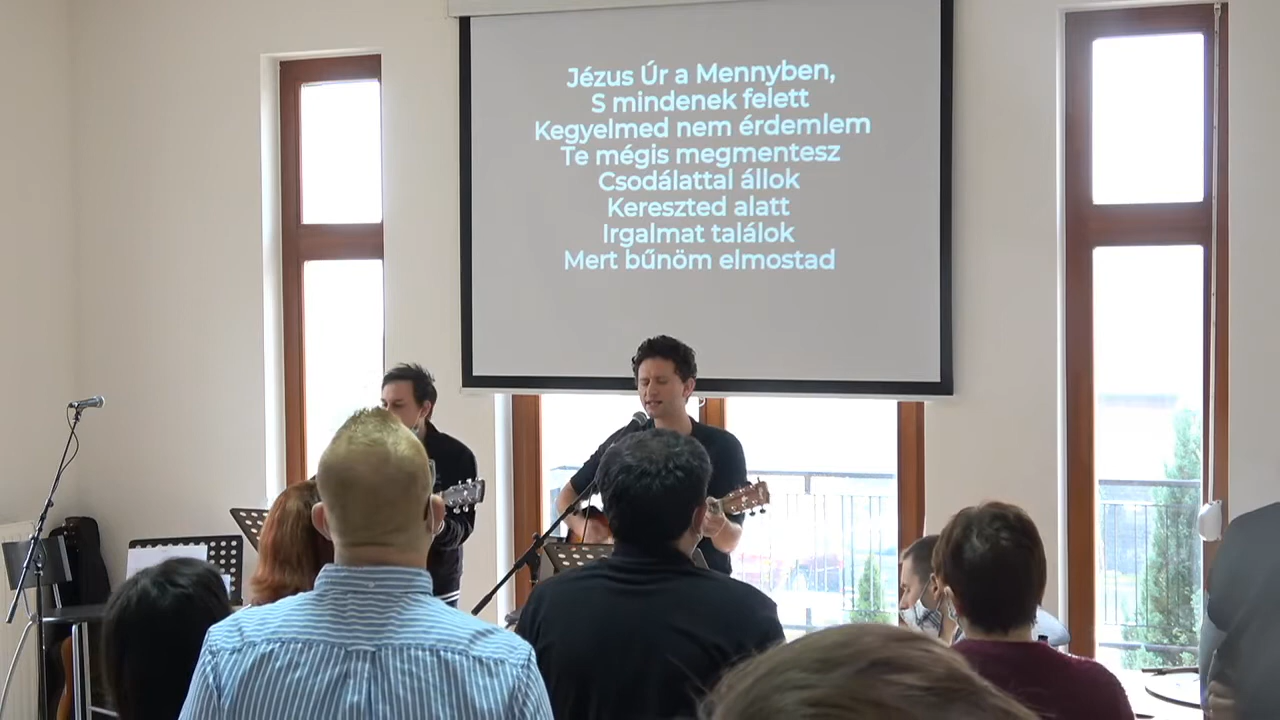 Jézus Úr a Mennyben,
S mindenek felett
Kegyelmed nem érdemlem
Te mégis megmentesz
Csodálattal állok
Kereszted alatt
Irgalmat találok
Mert bűnöm elmostad